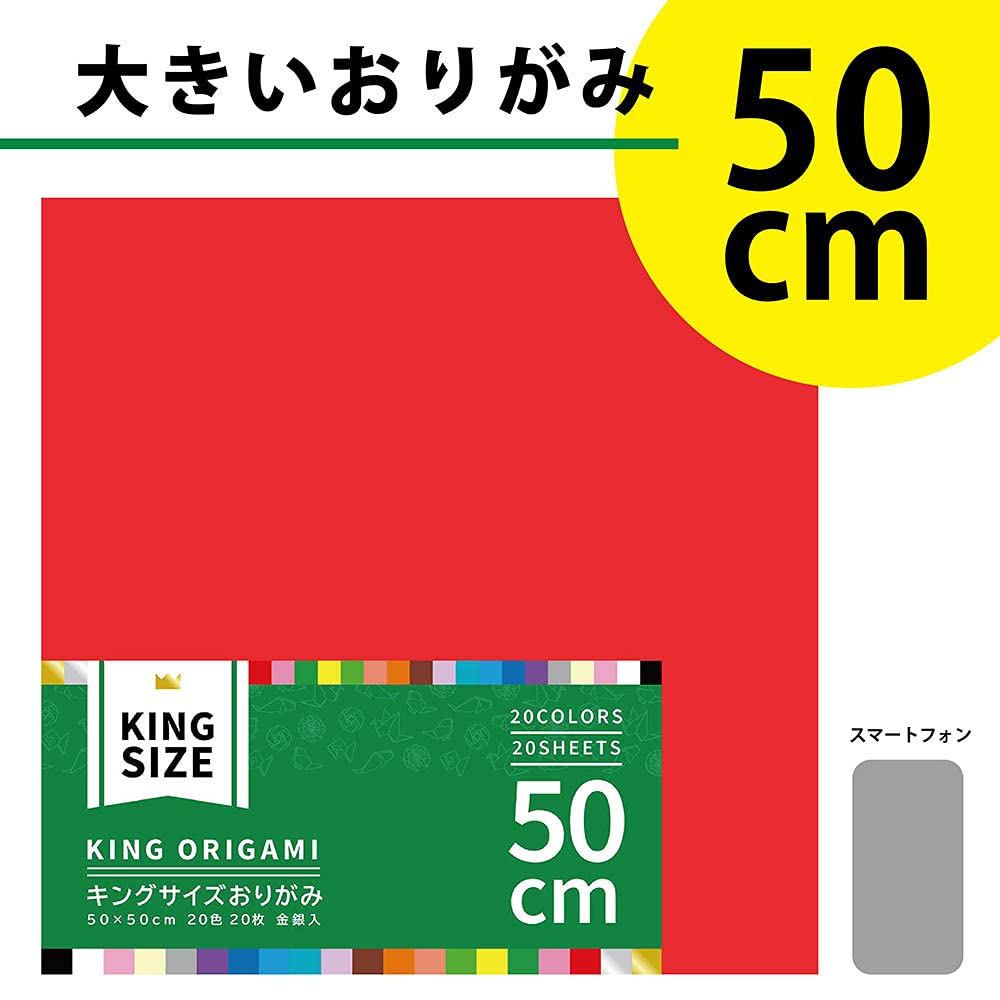 大きいおりがみ
50
cm
KING
SIZE
20COLORS
20SHEETS
50
cm
KING ORIGAMI
キングサイズおりがみ
50×50cm 20色 20枚 金銀入
スマートフォン